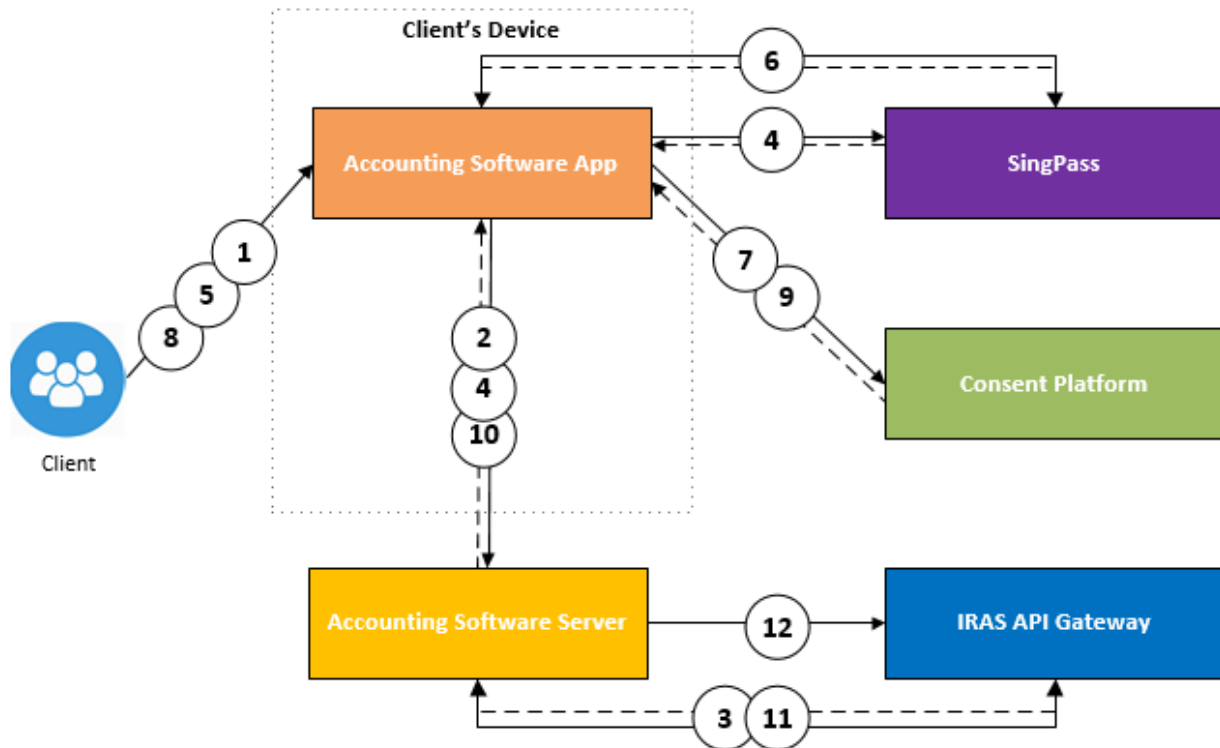 Client's Device
6
Accounting Software App
4
SingPass
1
7
5
9
8
2
4
Consent Platform
10
Client
Accounting Software Server
12
IRAS API Gateway
3
11